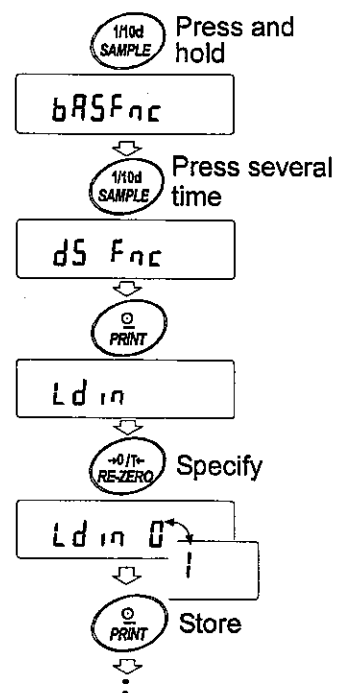 1/10d
SAMPLE
Press and
hold
bASFnc
1/10d
SAMPLE
Press several
time
dS Fnc
PRINT
Ld in
→0/T←
RE-ZERO
Specify
Ld in 0
1
PRINT
Store